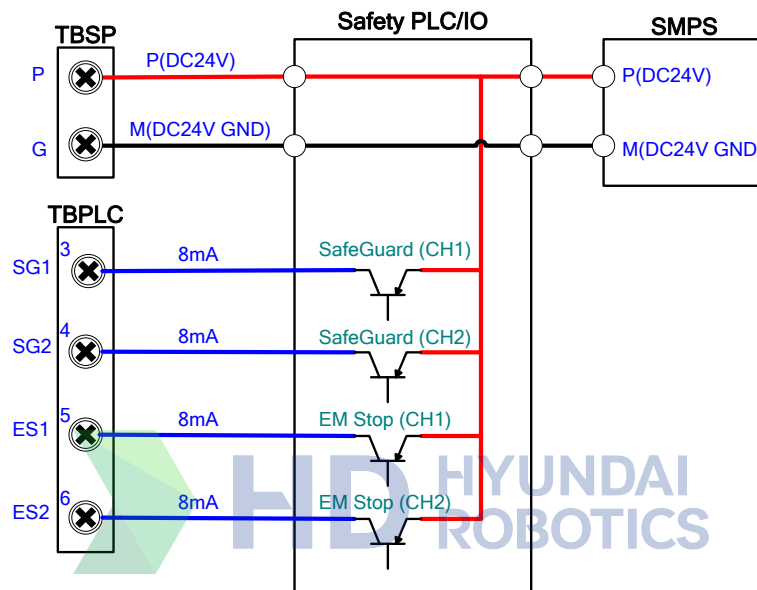 TBSP
Safety PLC/IO
SMPS
P
P(DC24V)
P(DC24V)
G
M(DC24V GND)
M(DC24V GND
TBPLC
3
SG1
8mA
SafeGuard (CH1)
4
SG2
8mA
SafeGuard (CH2)
5
ES1
8mA
EM Stop (CH1)
6
ES2
8mA
EM Stop (CH2)
HD HYUNDAI
ROBOTICS